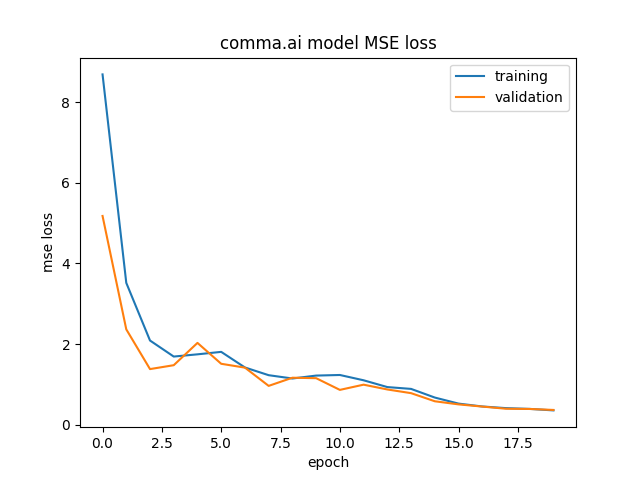 comma.ai model MSE loss
training
validation
8
6
4
2
0
mse loss
0.0 2.5 5.0 7.5 10.0 12.5 15.0 17.5
epoch